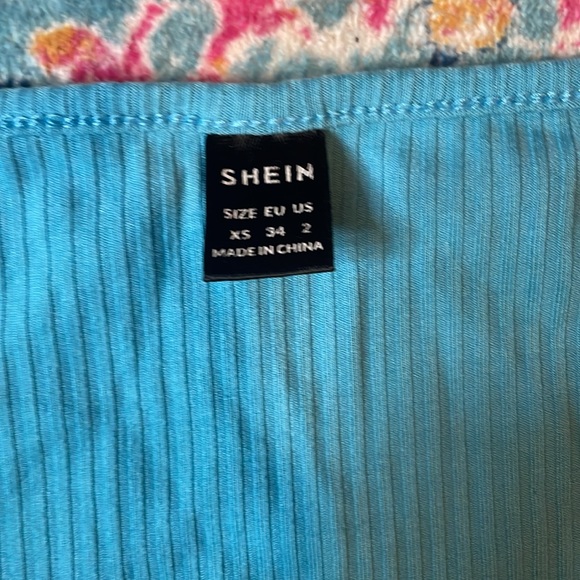 SHEIN
SIZE EU US
XS 34 2
MADE IN CHINA